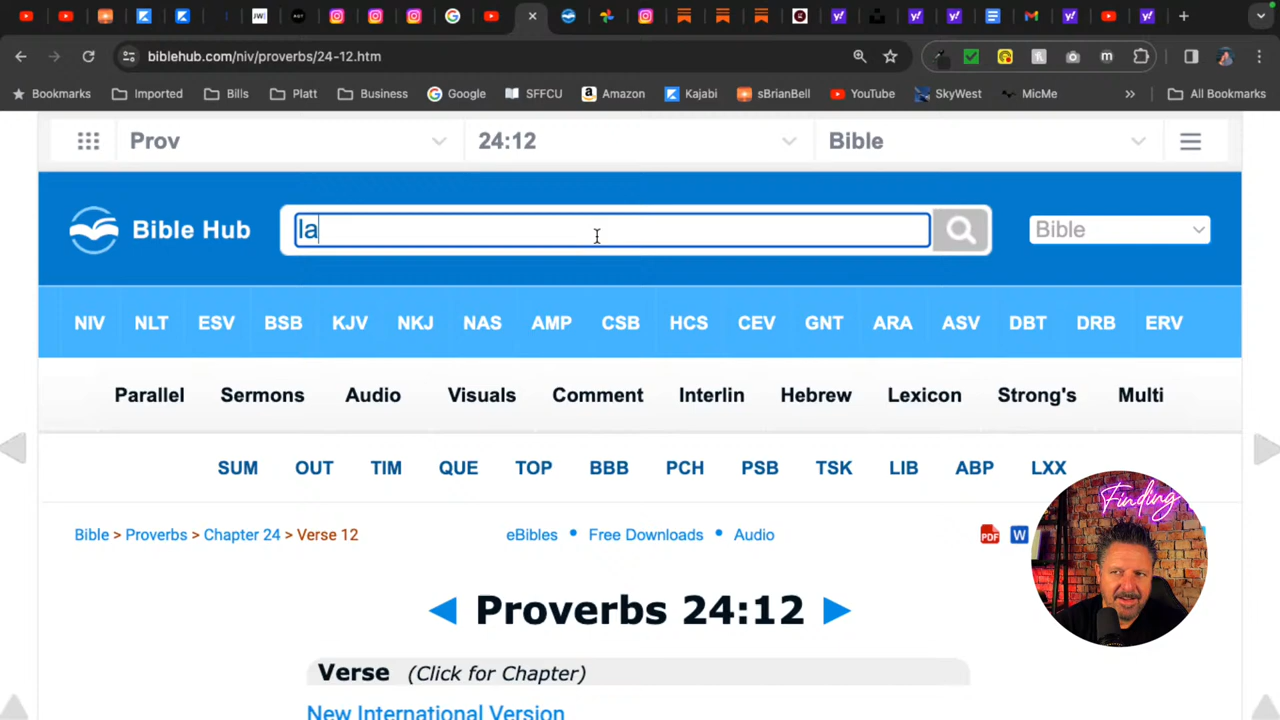 biblehub.com/niv/proverbs/24-12.htm
Bookmarks Imported Bills Platt Business Google SFFCU Amazon Kajabi sBrianBell YouTube SkyWest MicMe » All Bookmarks
Prov 24:12 Bible
Bible Hub la Bible
NIV NLT ESV BSB KJV NKJ NAS AMP CSB HCS CEV GNT ARA ASV DBT DRB ERV
Parallel Sermons Audio Visuals Comment Interlin Hebrew Lexicon Strong's Multi
SUM OUT TIM QUE TOP BBB PCH PSB TSK LIB ABP LXX
Finding
Bible > Proverbs > Chapter 24 > Verse 12 eBibles • Free Downloads • Audio PDF W
Proverbs 24:12
Verse (Click for Chapter)
New International Version